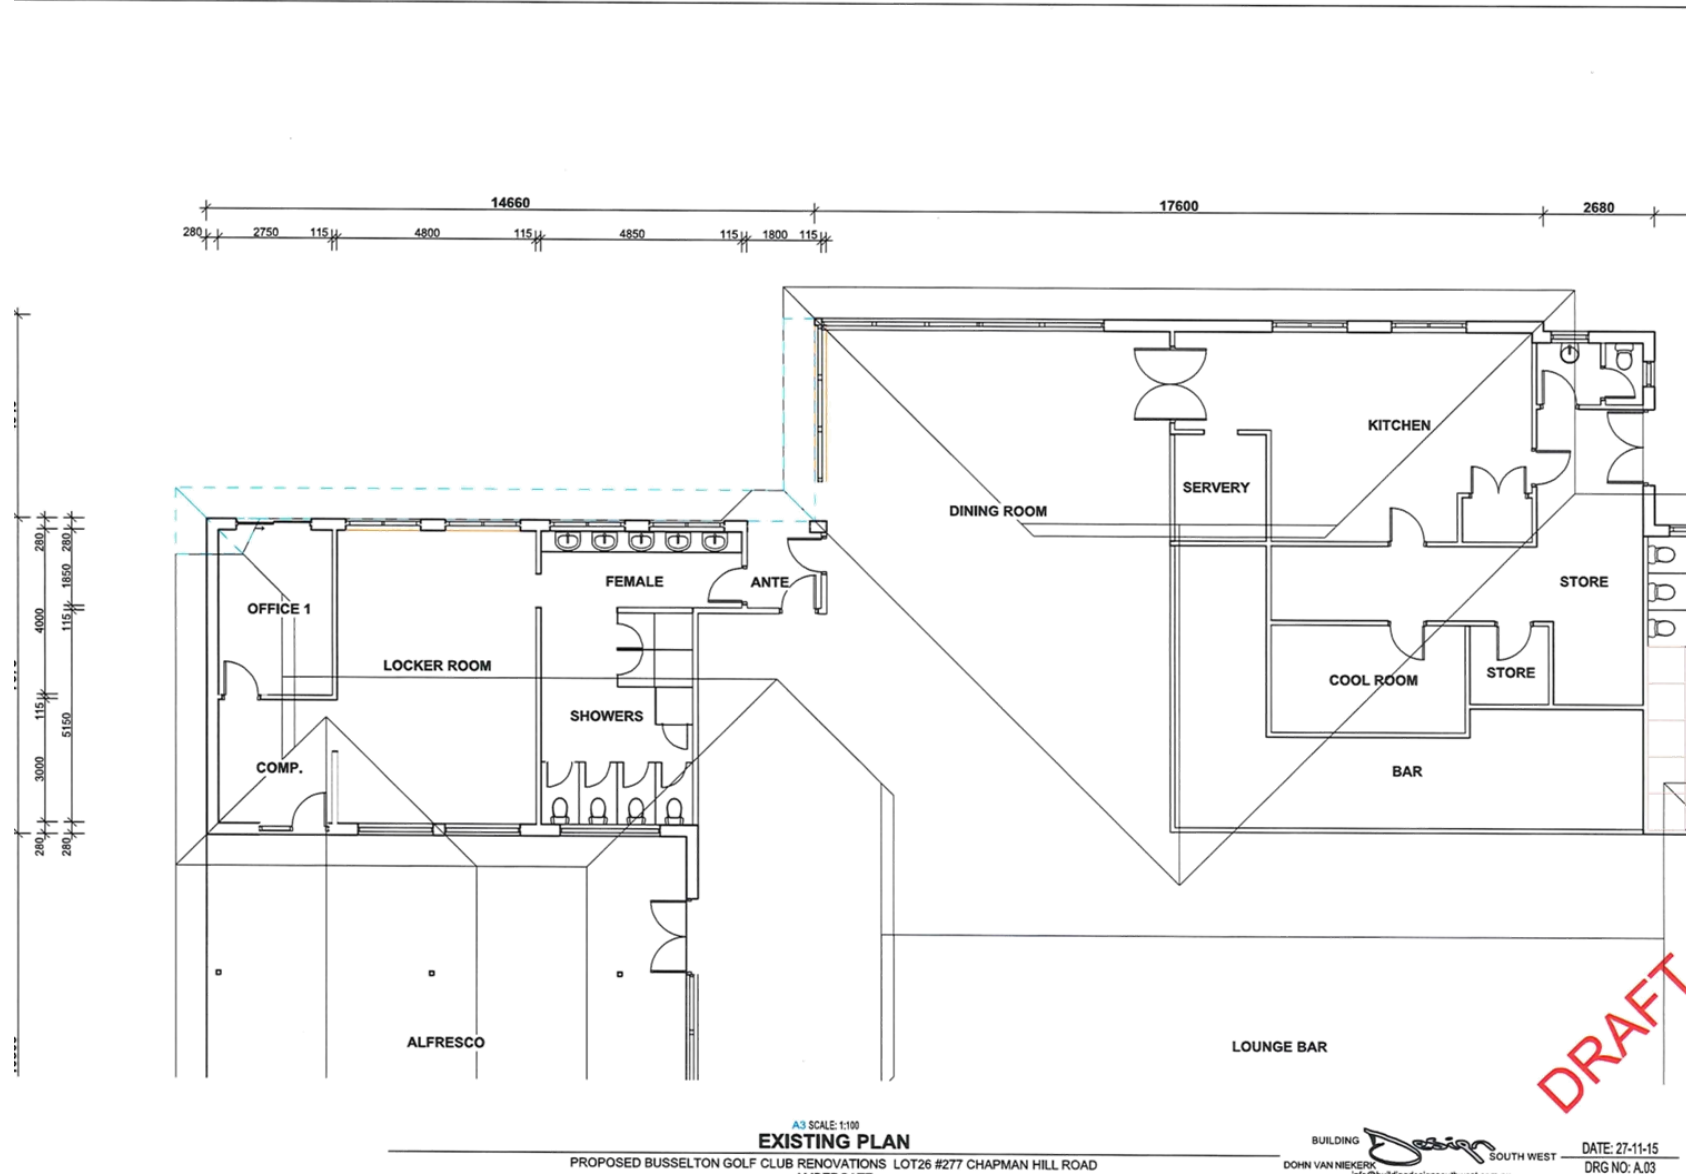 14660
17600
2680
280
2750
115
4800
115
4850
115
1800
115
280
280
1850
4000
115
115
5150
3000
280
280
KITCHEN
SERVERY
DINING ROOM
FEMALE
ANTE
STORE
OFFICE 1
LOCKER ROOM
STORE
COOL ROOM
SHOWERS
COMP.
BAR
ALFRESCO
LOUNGE BAR
DRAFT
A3 SCALE: 1:100
EXISTING PLAN
PROPOSED BUSSELTON GOLF CLUB RENOVATIONS LOT26 #277 CHAPMAN HILL ROAD
BUILDING
Design
SOUTH WEST
DOHN VAN NIEKERK
DATE: 27-11-15
DRG NO: A.03